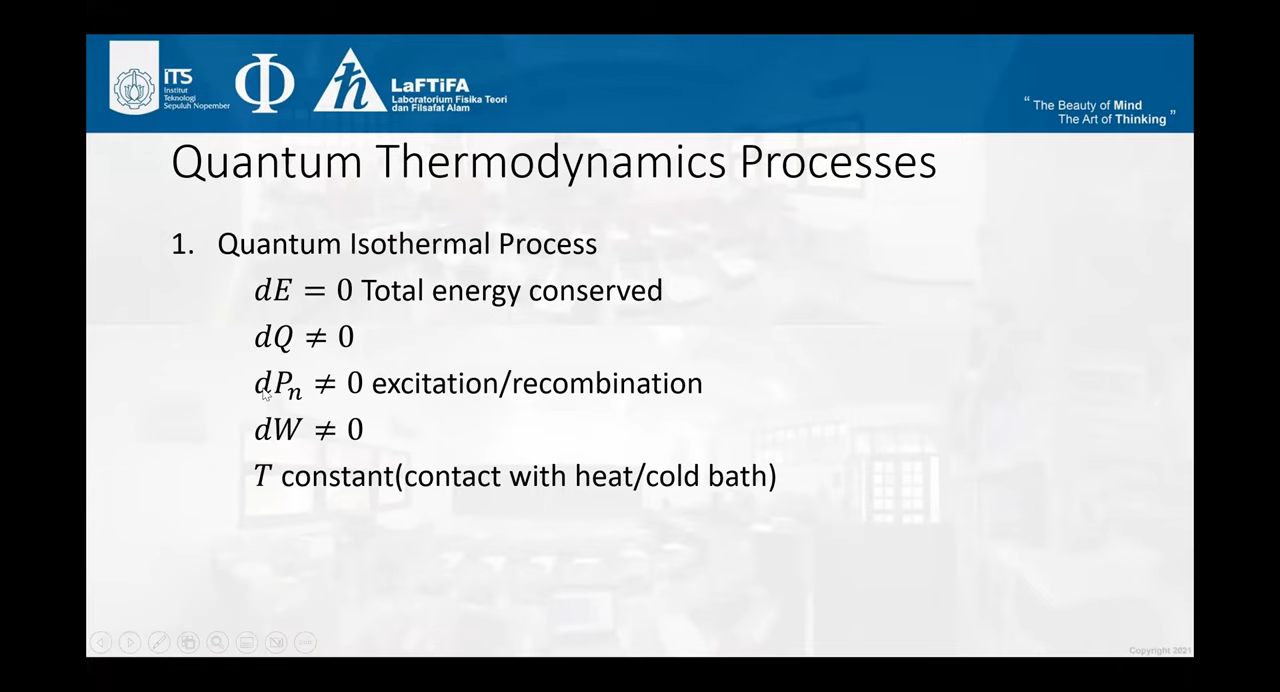 iTS
Institut
Teknologi
Sepuluh Nopember
Φ
ħ
LaFTiFA
Laboratorium Fisika Teori
dan Filsafat Alam
“ The Beauty of Mind
The Art of Thinking ”
Quantum Thermodynamics Processes
1. Quantum Isothermal Process
dE = 0 Total energy conserved
dQ ≠ 0
dPₙ ≠ 0 excitation/recombination
dW ≠ 0
T constant(contact with heat/cold bath)
Copyright 2021